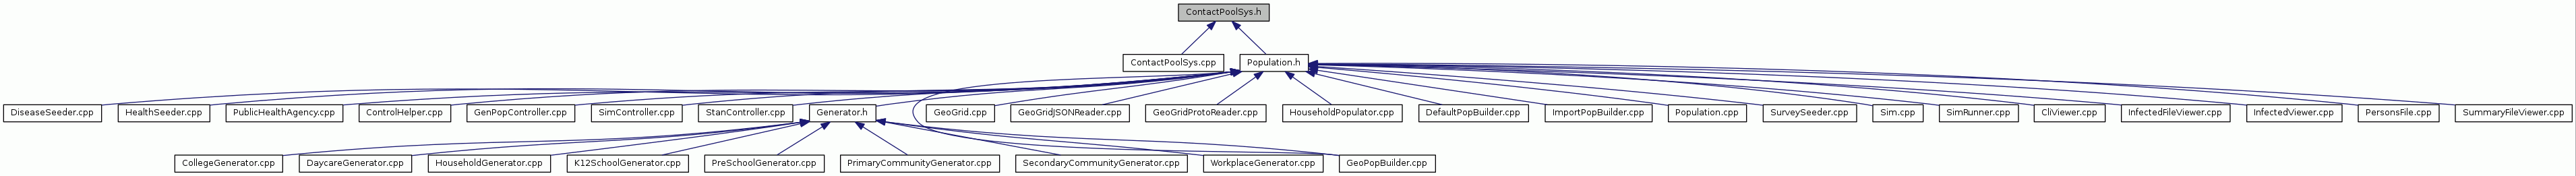 ContactPoolSys.h
ContactPoolSys.cpp
Population.h
DiseaseSeeder.cpp
HealthSeeder.cpp
PublicHealthAgency.cpp
ControlHelper.cpp
GenPopController.cpp
SimController.cpp
StanController.cpp
Generator.h
GeoGrid.cpp
GeoGridJSONReader.cpp
GeoGridProtoReader.cpp
HouseholdPopulator.cpp
DefaultPopBuilder.cpp
ImportPopBuilder.cpp
Population.cpp
SurveySeeder.cpp
Sim.cpp
SimRunner.cpp
CliViewer.cpp
InfectedFileViewer.cpp
InfectedViewer.cpp
PersonsFile.cpp
SummaryFileViewer.cpp
CollegeGenerator.cpp
DaycareGenerator.cpp
HouseholdGenerator.cpp
K12SchoolGenerator.cpp
PreSchoolGenerator.cpp
PrimaryCommunityGenerator.cpp
SecondaryCommunityGenerator.cpp
WorkplaceGenerator.cpp
GeoPopBuilder.cpp